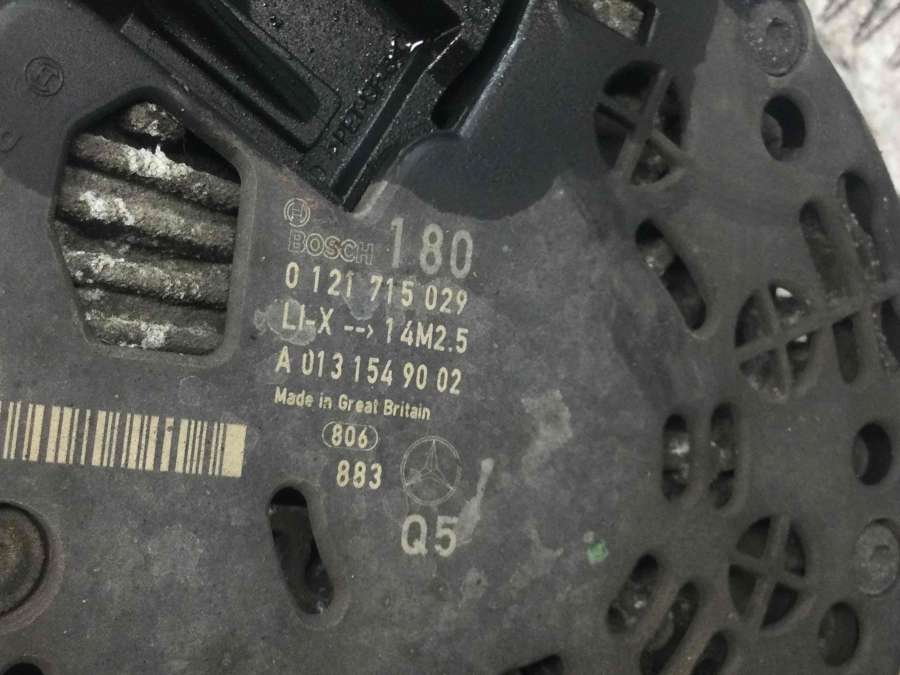 BOSCH 180
0 121 715 029
LI-X --> 14M2.5
A 013 154 90 02
Made in Great Britain
806
883
Q5